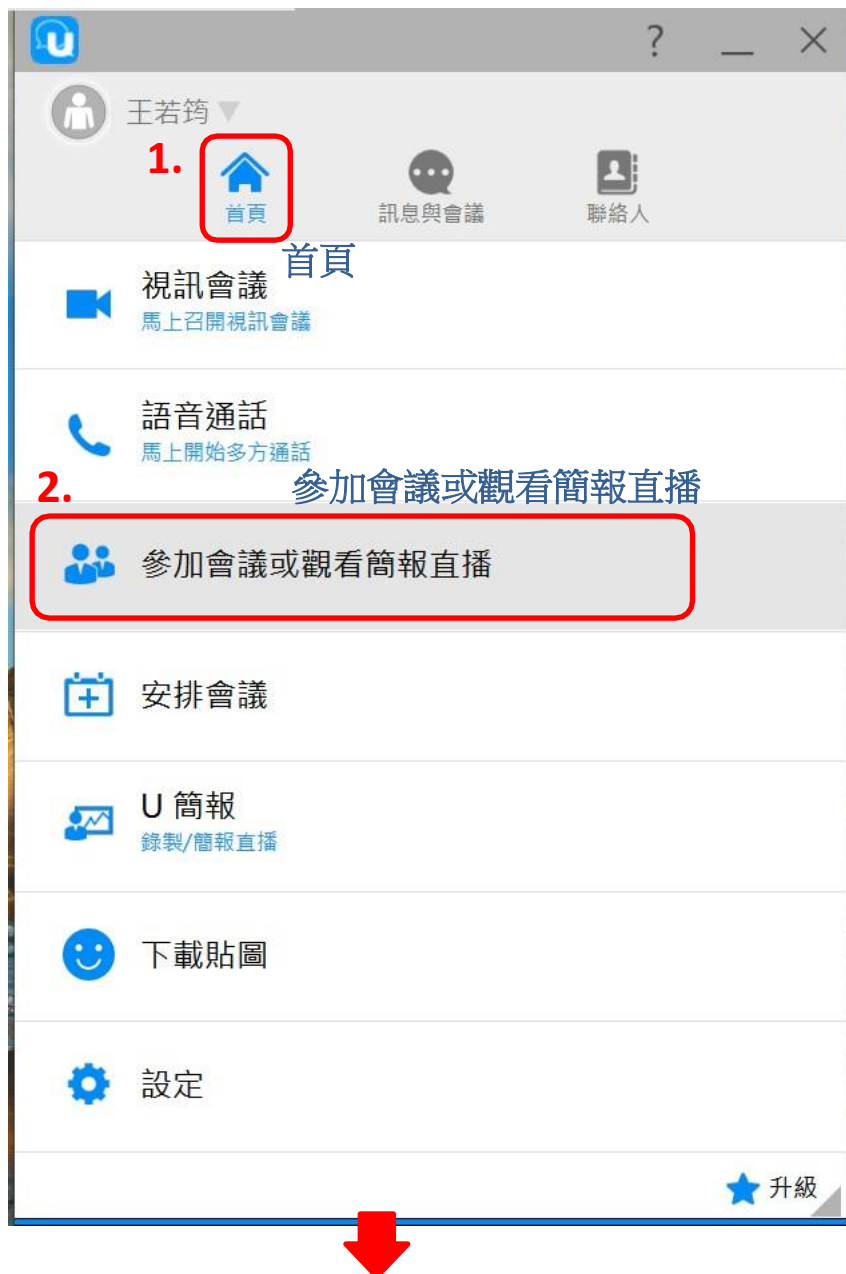 U
?
王若筠
1.
首頁
訊息與會議
聯絡人
首頁
視訊會議
馬上召開視訊會議
語音通話
馬上開始多方通話
2.
參加會議或觀看簡報直播
參加會議或觀看簡報直播
安排會議
U 簡報
錄製/簡報直播
下載貼圖
設定
升級